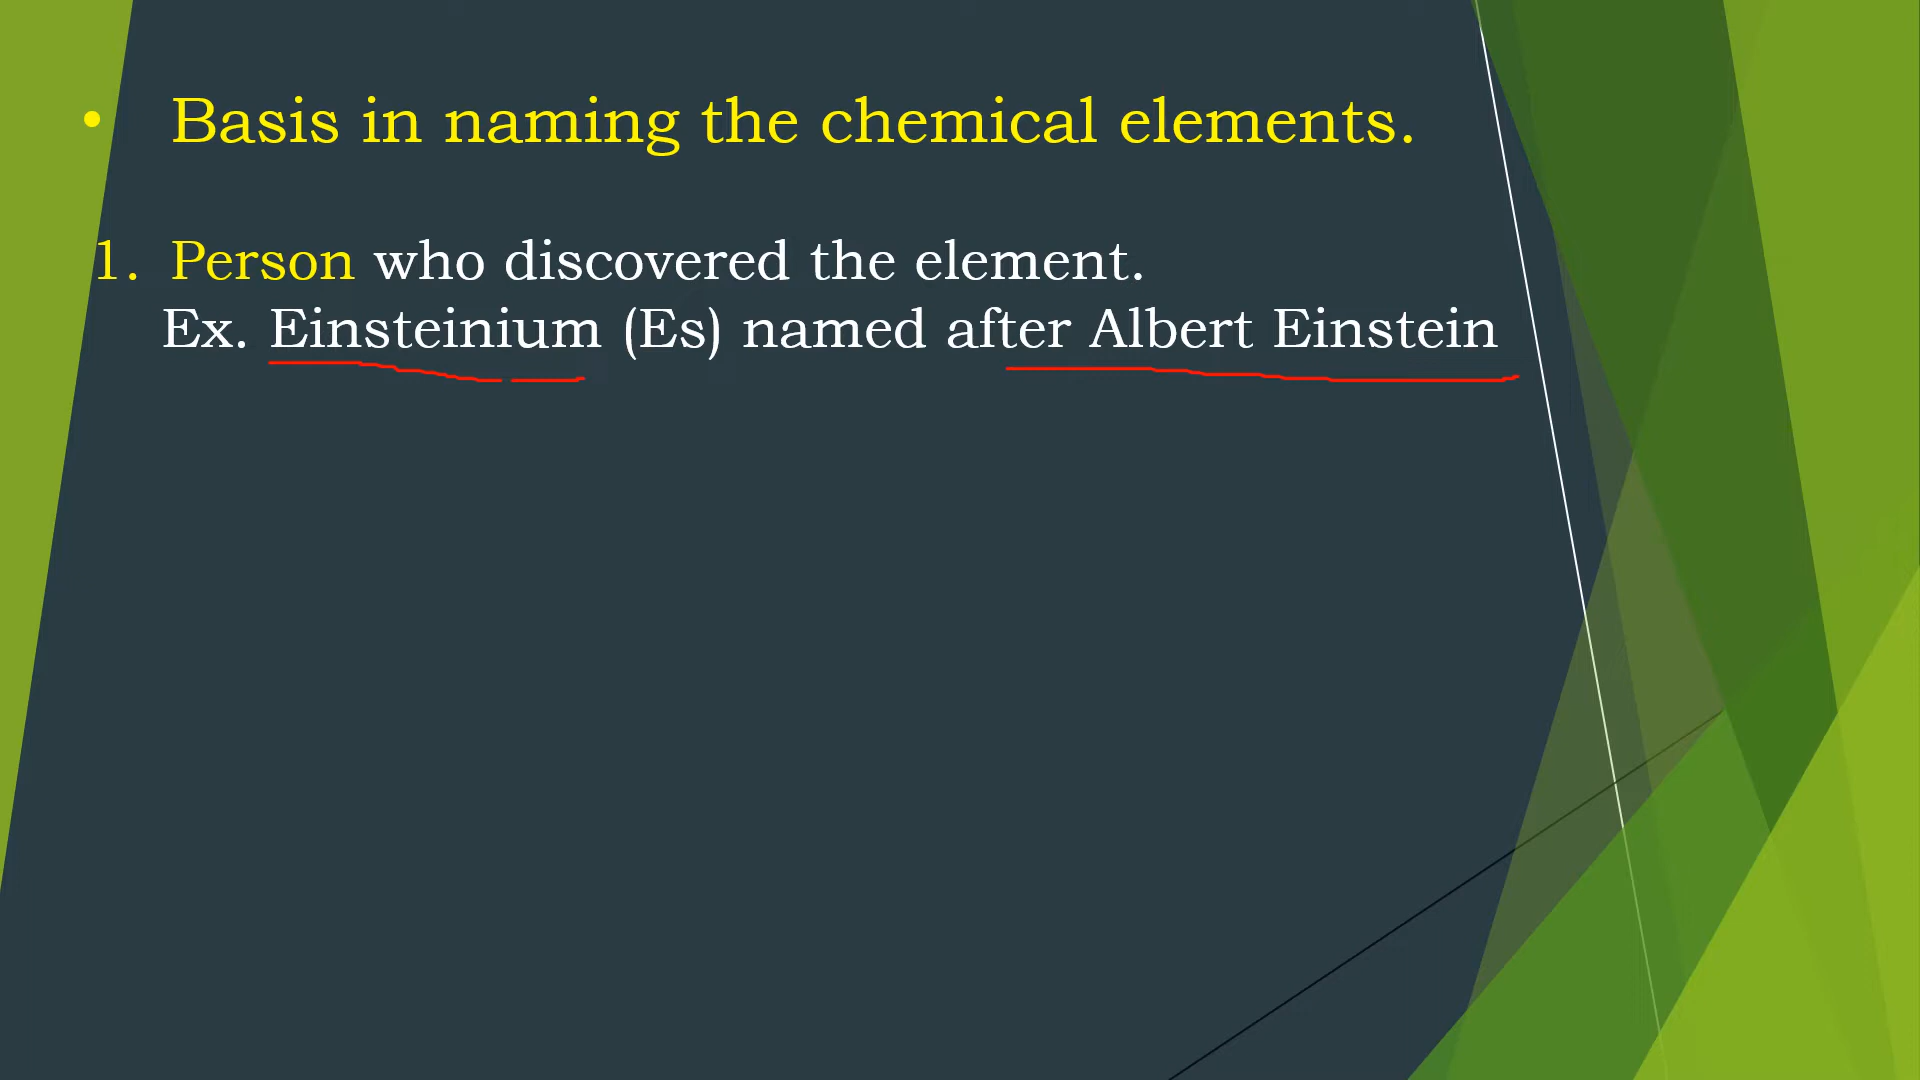 • Basis in naming the chemical elements.
1. Person who discovered the element.
Ex. Einsteinium (Es) named after Albert Einstein